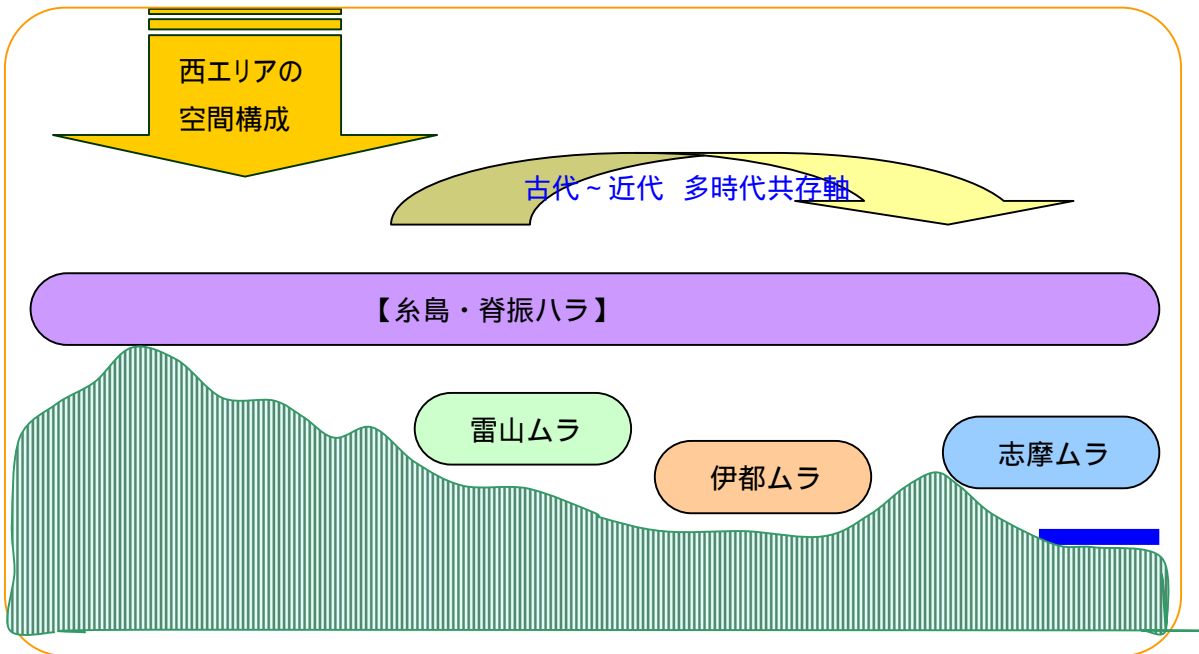 西エリアの
空間構成
古代～近代 多時代共存軸
【糸島・脊振ハラ】
雷山ムラ
伊都ムラ
志摩ムラ